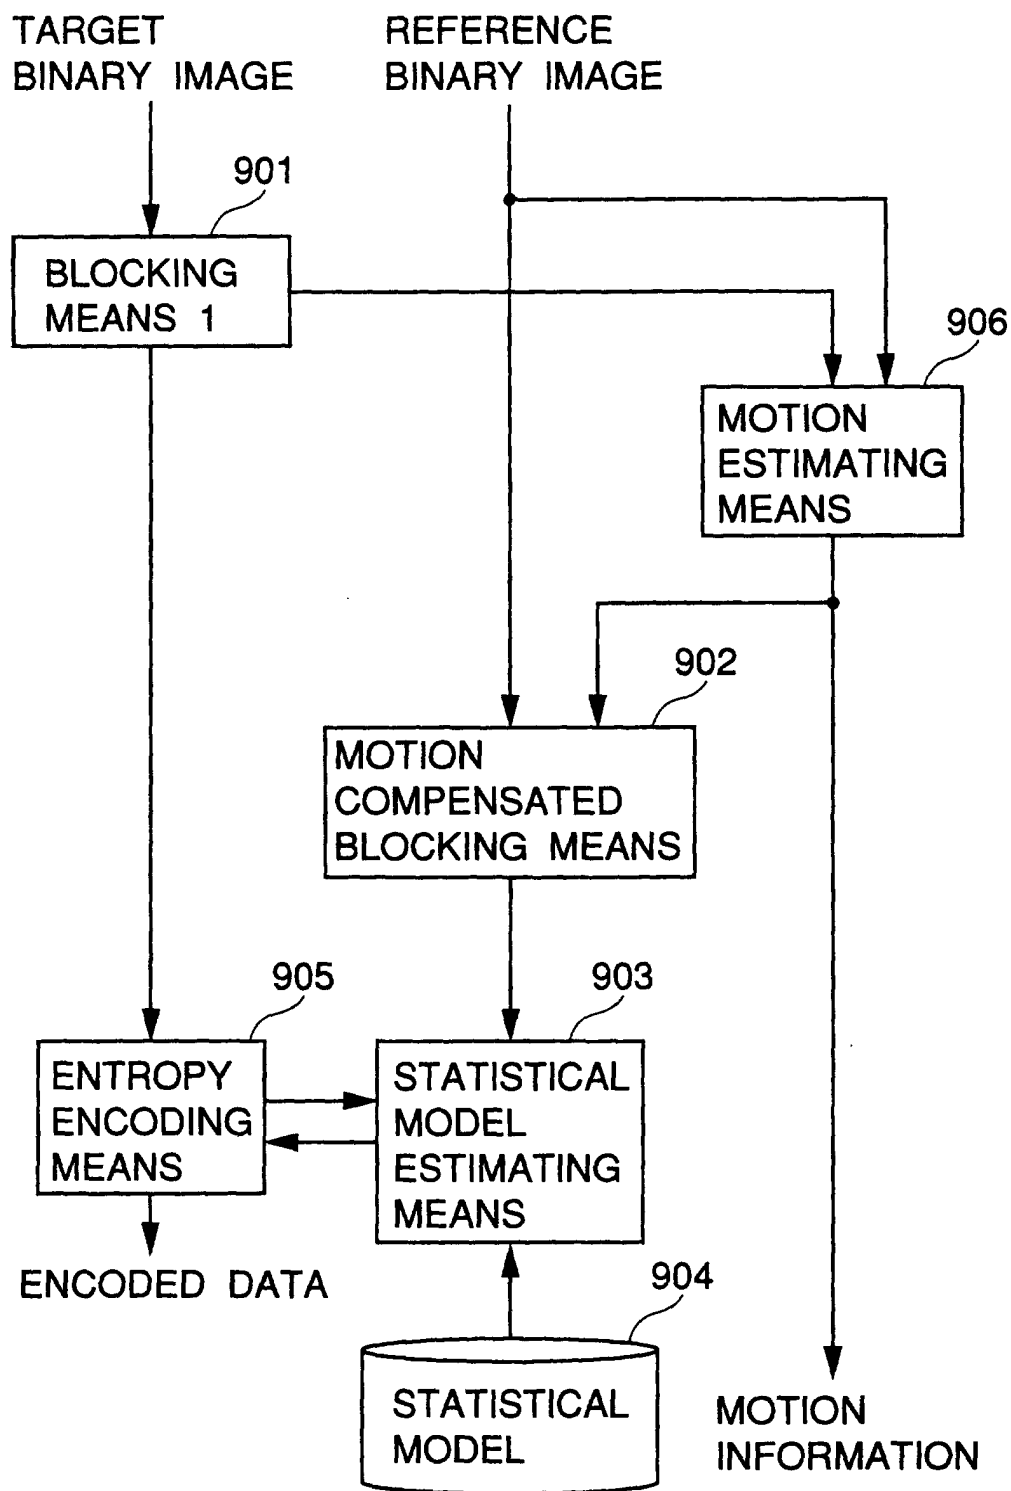 TARGET
BINARY IMAGE
REFERENCE
BINARY IMAGE
901
BLOCKING
MEANS 1
906
MOTION
ESTIMATING
MEANS
902
MOTION
COMPENSATED
BLOCKING MEANS
905
ENTROPY
ENCODING
MEANS
903
STATISTICAL
MODEL
ESTIMATING
MEANS
ENCODED DATA
904
STATISTICAL
MODEL
MOTION
INFORMATION